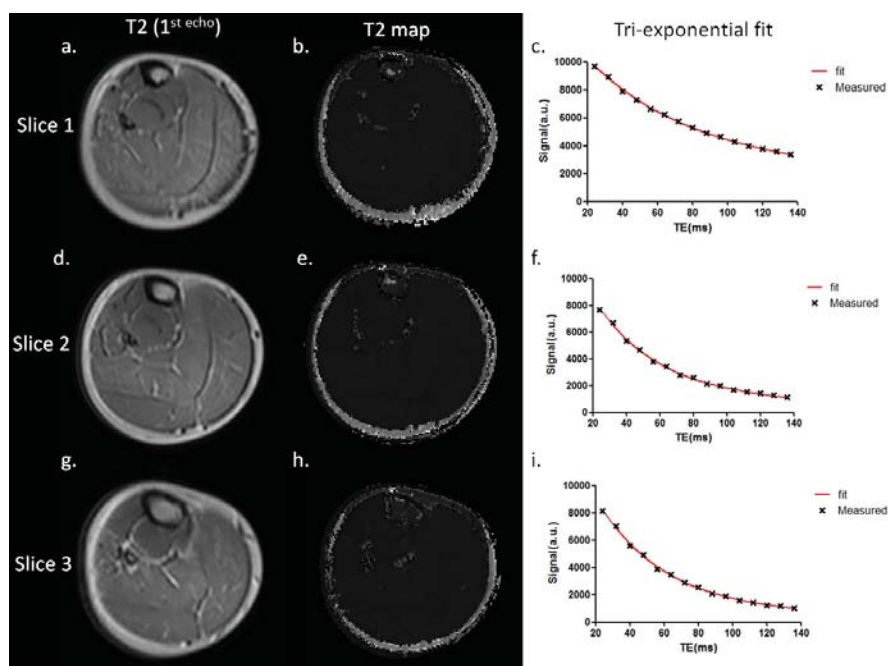 T2 (1st echo)
T2 map
Tri-exponential fit
a.
b.
c.
Slice 1
10000
8000
6000
4000
2000
0
Signal(a.u.)
20 40 60 80 100 120 140
TE(ms)
fit
Measured
d.
e.
f.
Slice 2
10000
8000
6000
4000
2000
0
Signal(a.u.)
20 40 60 80 100 120 140
TE(ms)
fit
Measured
g.
h.
i.
Slice 3
10000
8000
6000
4000
2000
0
Signal(a.u.)
20 40 60 80 100 120 140
TE(ms)
fit
Measured